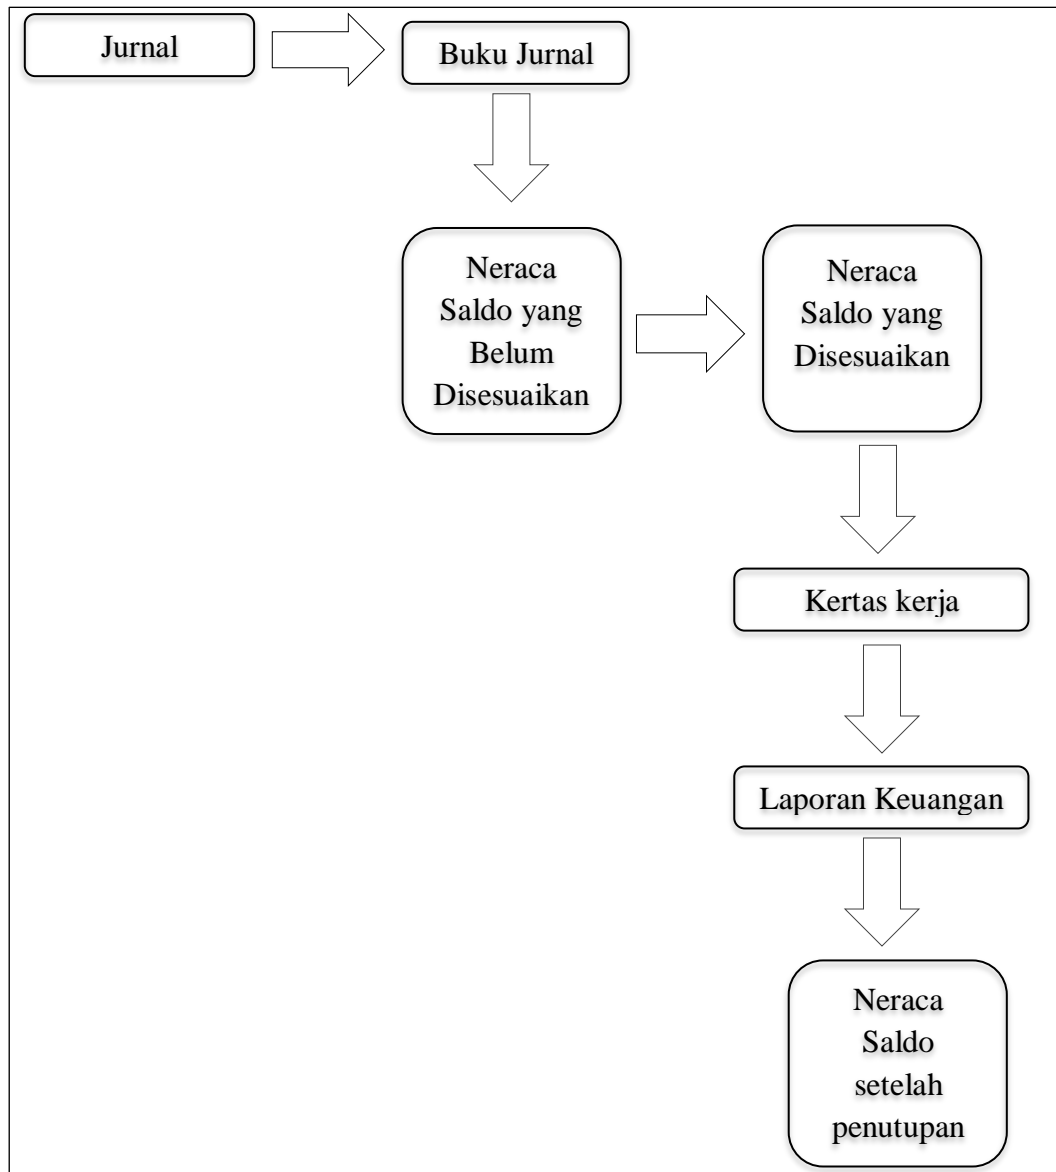 Jurnal
Buku Jurnal
Neraca
Saldo yang
Belum
Disesuaikan
Neraca
Saldo yang
Disesuaikan
Kertas kerja
Laporan Keuangan
Neraca
Saldo
setelah
penutupan